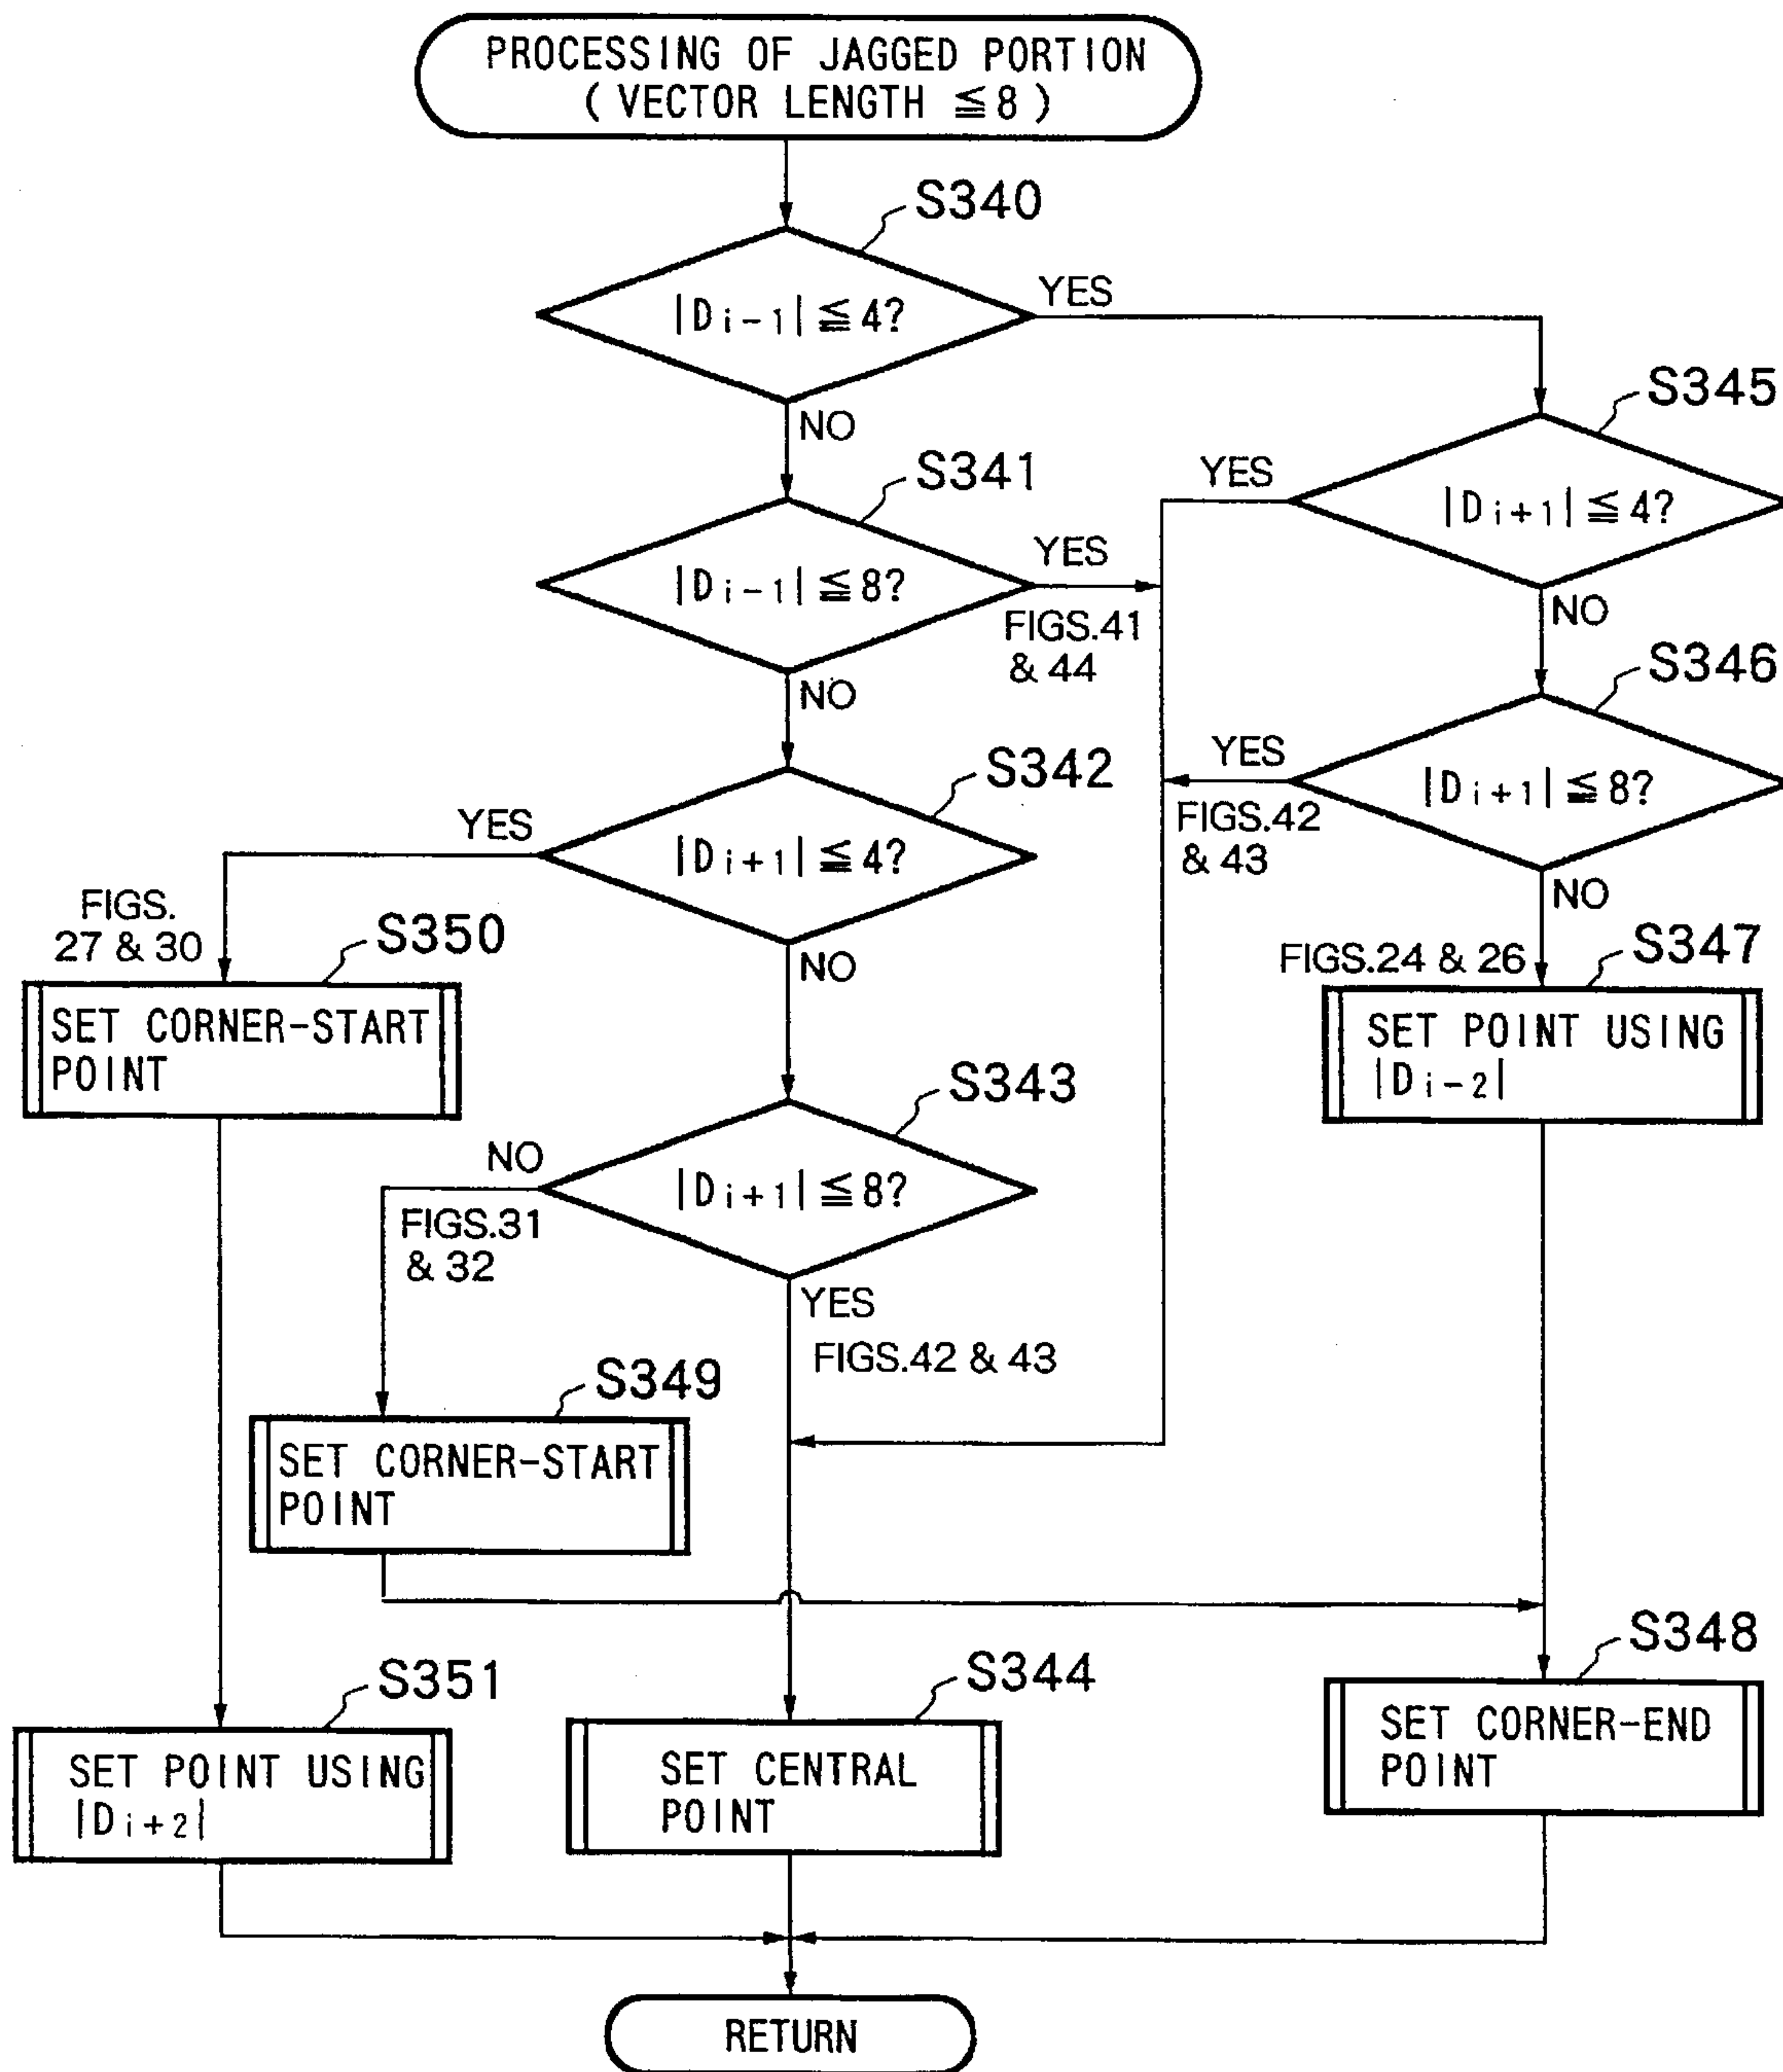 PROCESSING OF JAGGED PORTION
( VECTOR LENGTH ≦8 )
S340
|Di-1| ≦4?
YES
NO
S345
|Di+1| ≦4?
YES
NO
S341
|Di-1| ≦8?
YES
FIGS.41
& 44
NO
S346
|Di+1| ≦8?
YES
FIGS.42
& 43
NO
S342
|Di+1| ≦4?
YES
FIGS.
27 & 30
NO
S350
SET CORNER-START
POINT
FIGS.24 & 26
S347
SET POINT USING
|Di-2|
S343
|Di+1| ≦8?
NO
FIGS.31
& 32
YES
FIGS.42 & 43
S349
SET CORNER-START
POINT
S351
SET POINT USING
|Di+2|
S344
SET CENTRAL
POINT
S348
SET CORNER-END
POINT
RETURN